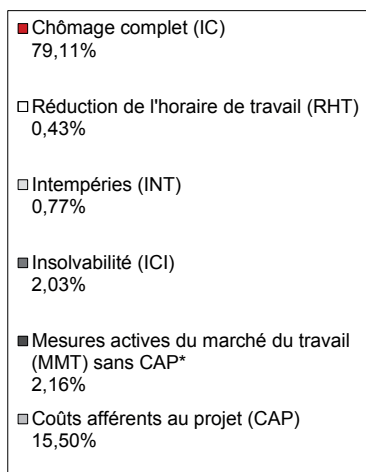 Chômage complet (IC)
79,11%
Réduction de l'horaire de travail (RHT)
0,43%
Intempéries (INT)
0,77%
Insolvabilité (ICI)
2,03%
Mesures actives du marché du travail
(MMT) sans CAP*
2,16%
Coûts afférents au projet (CAP)
15,50%